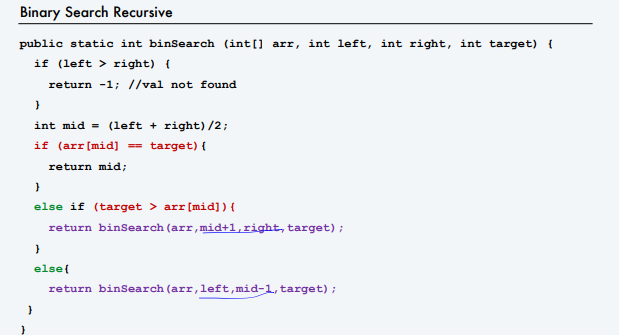 Binary Search Recursive
public static int binSearch (int[] arr, int left, int right, int target) {
if (left > right) {
return -1; //val not found
}
int mid = (left + right)/2;
if (arr[mid] == target){
return mid;
}
else if (target > arr[mid]){
return binSearch(arr,mid+1,right,target);
}
else{
return binSearch(arr,left,mid-1,target);
}
}